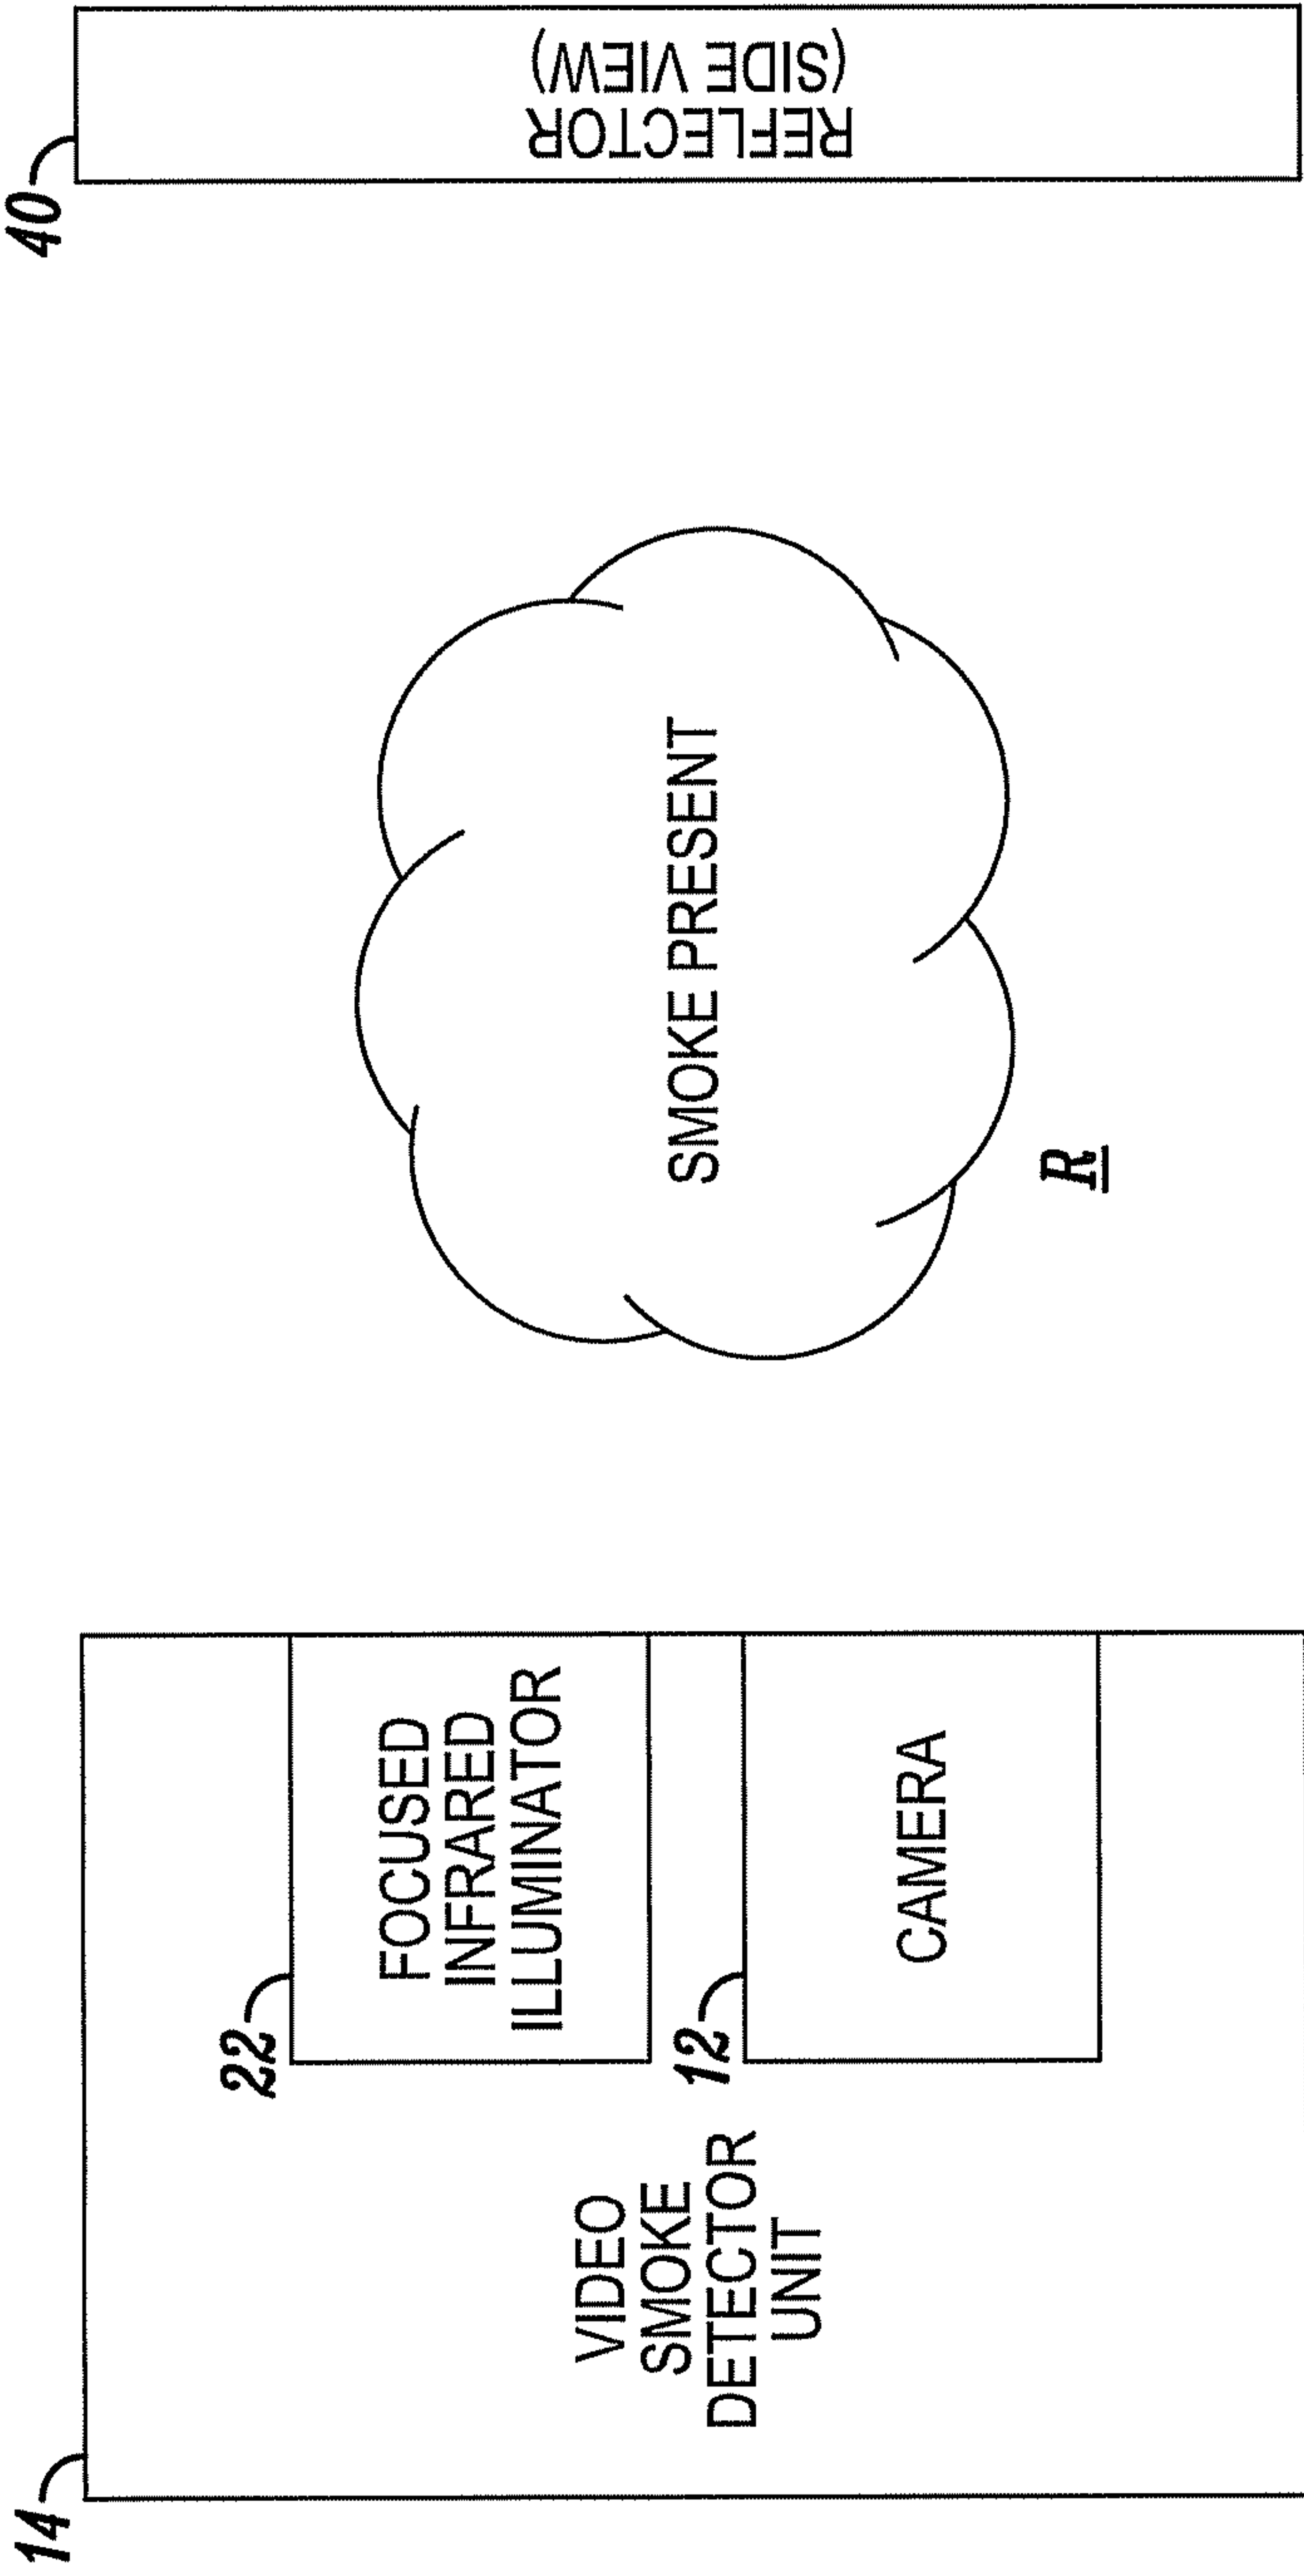 14
VIDEO
SMOKE
DETECTOR
UNIT
22
FOCUSED
INFRARED
ILLUMINATOR
12
CAMERA
SMOKE PRESENT
R
40
REFLECTOR
(SIDE VIEW)